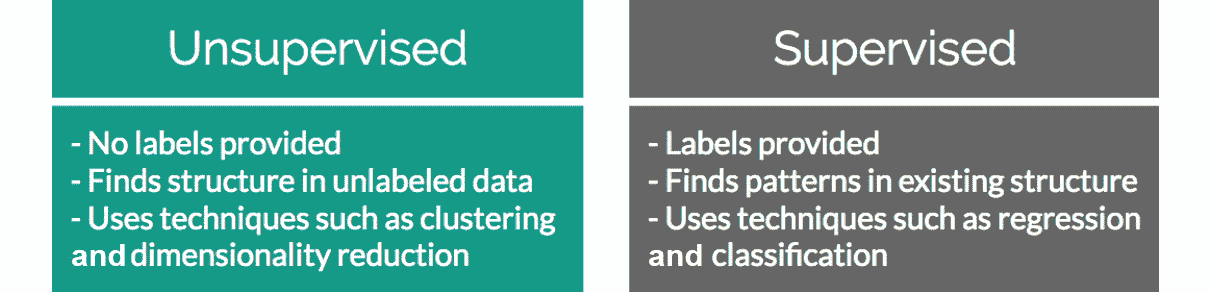 Unsupervised
- No labels provided
- Finds structure in unlabeled data
- Uses techniques such as clustering
and dimensionality reduction
Supervised
- Labels provided
- Finds patterns in existing structure
- Uses techniques such as regression
and classification